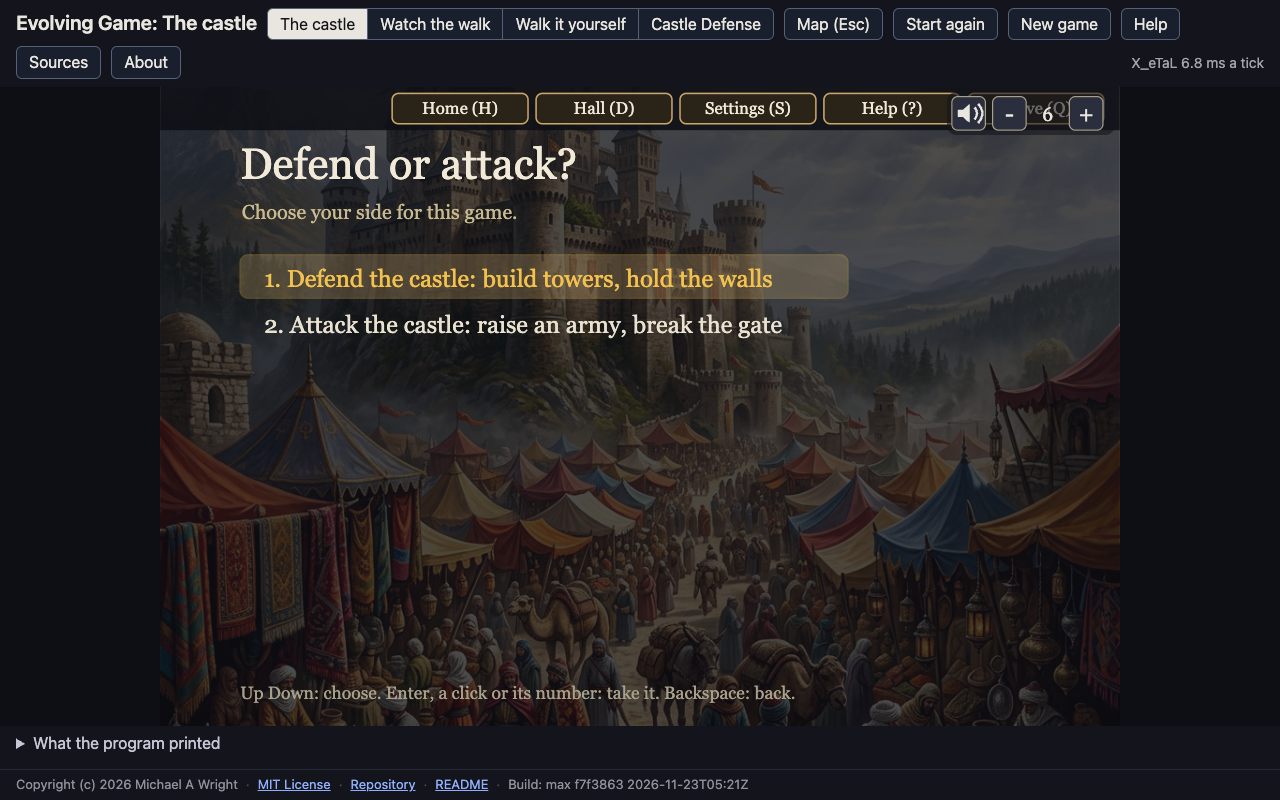 Evolving Game: The castle
The castle
Watch the walk
Walk it yourself
Castle Defense
Map (Esc)
Start again
New game
Help
Sources
About
X_eTaL 6.8 ms a tick
Home (H)
Hall (D)
Settings (S)
Help (?)
- 6 +
Defend or attack?
Choose your side for this game.
1. Defend the castle: build towers, hold the walls
2. Attack the castle: raise an army, break the gate
Up Down: choose. Enter, a click or its number: take it. Backspace: back.
What the program printed
Copyright (c) 2026 Michael A Wright · MIT License · Repository · README · Build: max f7f3863 2026-11-23T05:21Z